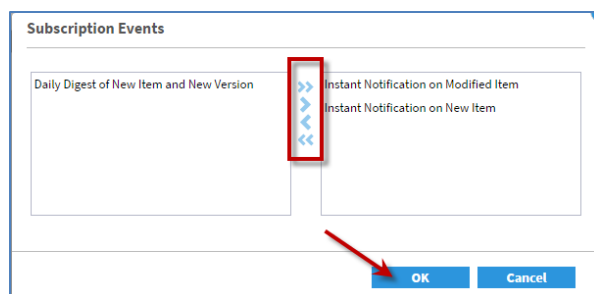 Subscription Events
Daily Digest of New Item and New Version
Instant Notification on Modified Item
Instant Notification on New Item
OK
Cancel